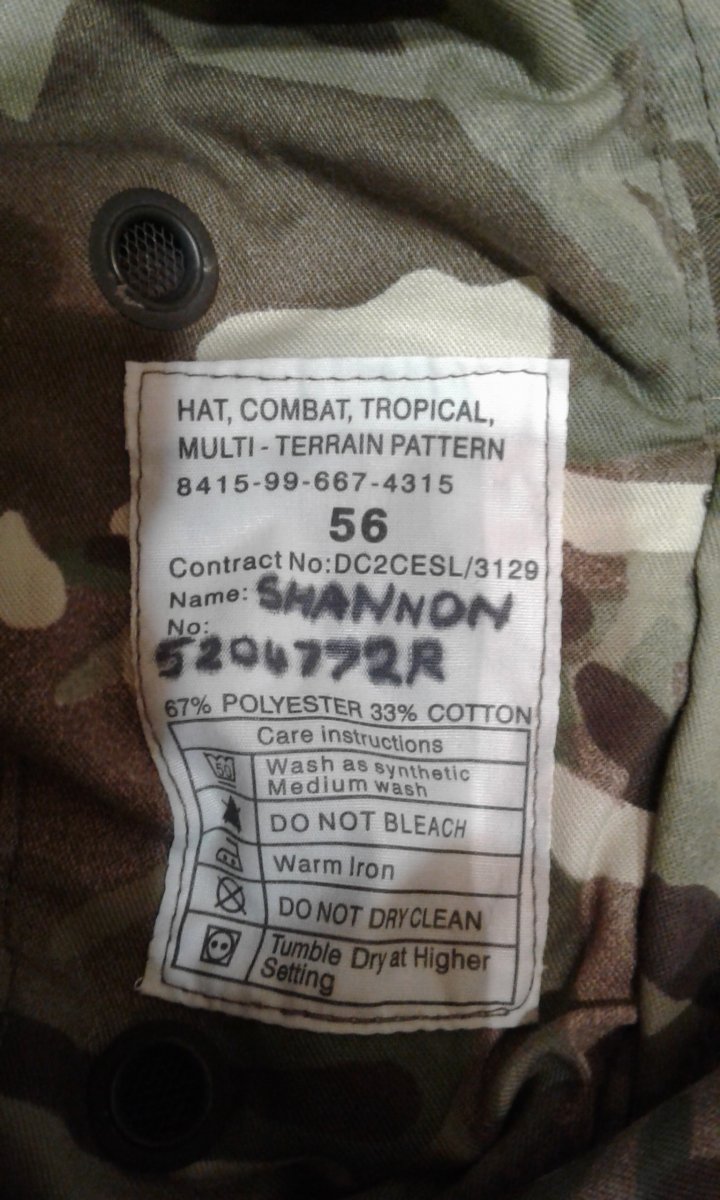 HAT, COMBAT, TROPICAL,
MULTI - TERRAIN PATTERN
8415-99-667-4315
56
Contract No:DC2CESL/3129
Name: SHANNON
No:
5204772R
67% POLYESTER 33% COTTON
Care instructions
50
Wash as synthetic
Medium wash
DO NOT BLEACH
Warm Iron
DO NOT DRYCLEAN
Tumble Dry at Higher
Setting